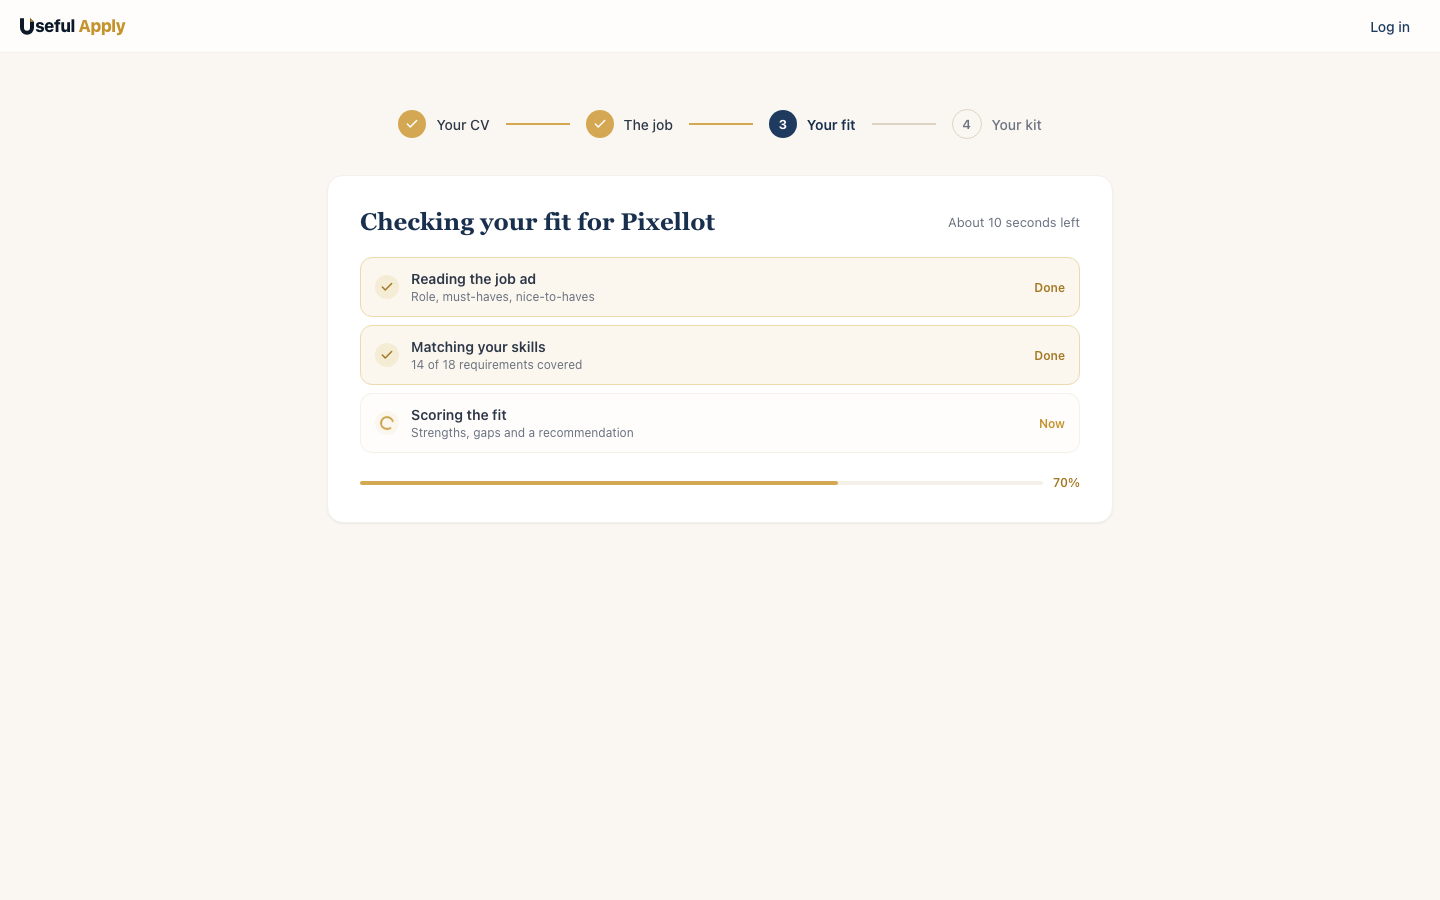 Useful Apply
Log in
Your CV
The job
3 Your fit
4 Your kit
Checking your fit for Pixellot
About 10 seconds left
Reading the job ad
Role, must-haves, nice-to-haves
Done
Matching your skills
14 of 18 requirements covered
Done
Scoring the fit
Strengths, gaps and a recommendation
Now
70%